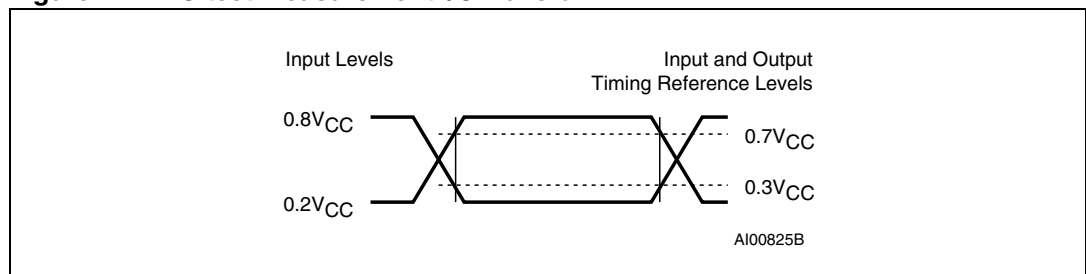 Input Levels
Input and Output
Timing Reference Levels
0.8VCC
0.7VCC
0.3VCC
0.2VCC
AI00825B